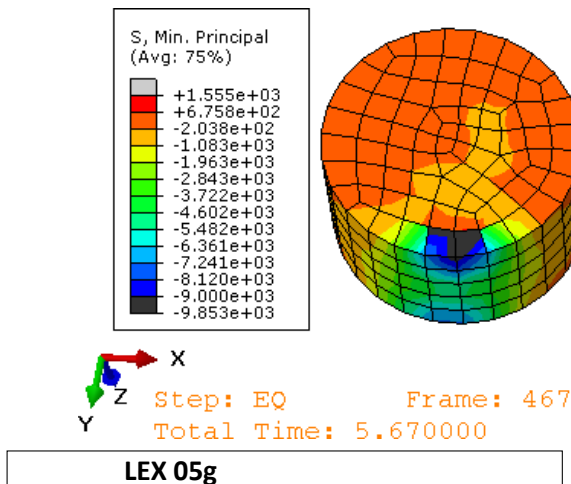 S, Min. Principal
(Avg: 75%)
+1.555e+03
+6.758e+02
-2.038e+02
-1.083e+03
-1.963e+03
-2.843e+03
-3.722e+03
-4.602e+03
-5.482e+03
-6.361e+03
-7.241e+03
-8.120e+03
-9.000e+03
-9.853e+03
X
Z
Y
Step: EQ Frame: 467
Total Time: 5.670000
LEX 05g